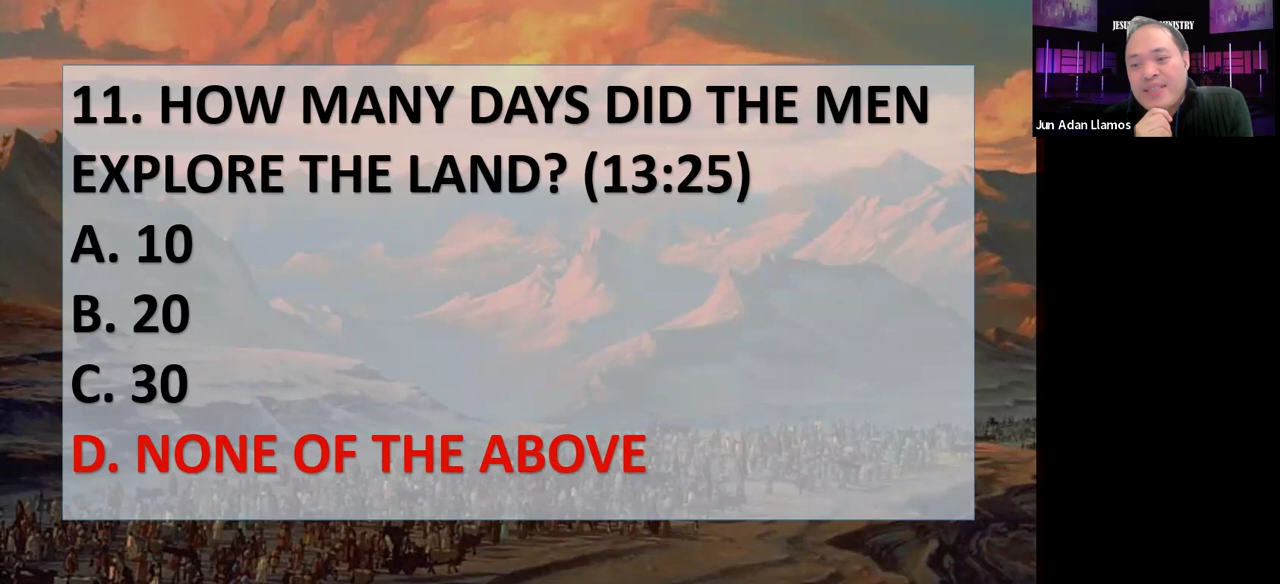 11. HOW MANY DAYS DID THE MEN
EXPLORE THE LAND? (13:25)
A. 10
B. 20
C. 30
D. NONE OF THE ABOVE
Jun Adan Llamos